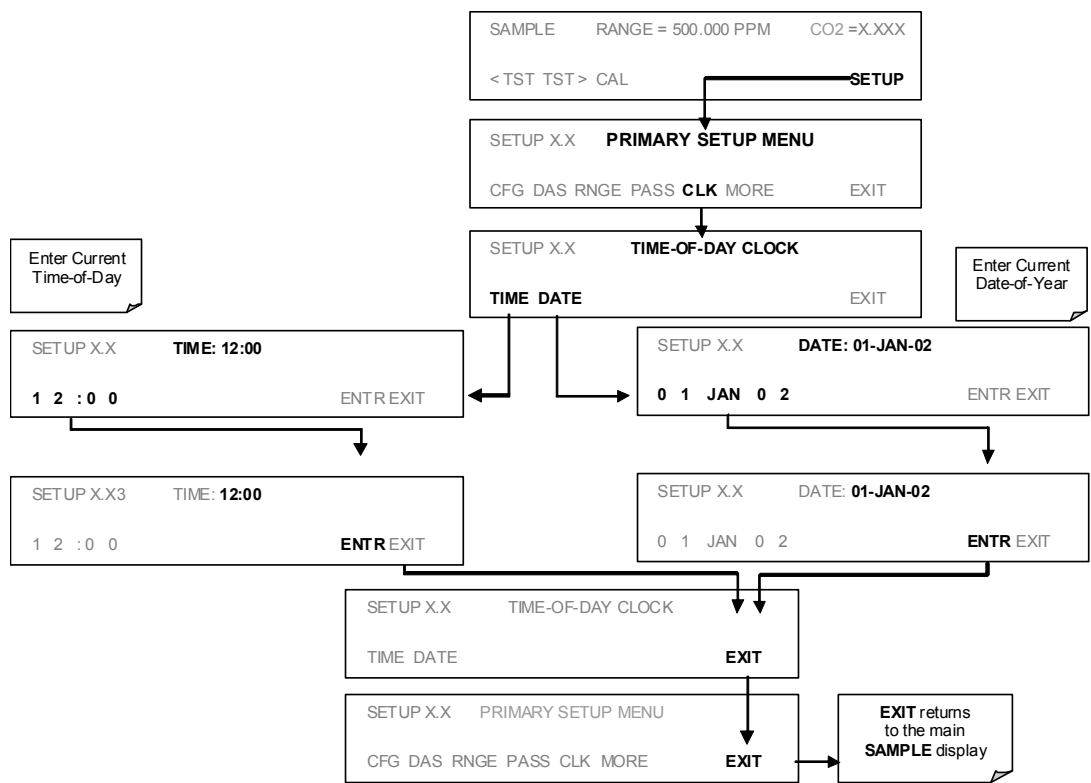 SAMPLE RANGE = 500.000 PPM CO2 =X.XXX
< TST TST > CAL SETUP
SETUP X.X PRIMARY SETUP MENU
CFG DAS RNGE PASS CLK MORE EXIT
SETUP X.X TIME-OF-DAY CLOCK
TIME DATE EXIT
Enter Current
Time-of-Day
Enter Current
Date-of-Year
SETUP X.X TIME: 12:00
1 2 : 0 0 ENTR EXIT
SETUP X.X DATE: 01-JAN-02
0 1 JAN 0 2 ENTR EXIT
SETUP X.X3 TIME: 12:00
1 2 : 0 0 ENTR EXIT
SETUP X.X DATE: 01-JAN-02
0 1 JAN 0 2 ENTR EXIT
SETUP X.X TIME-OF-DAY CLOCK
TIME DATE EXIT
SETUP X.X PRIMARY SETUP MENU
CFG DAS RNGE PASS CLK MORE EXIT
EXIT returns
to the main
SAMPLE display